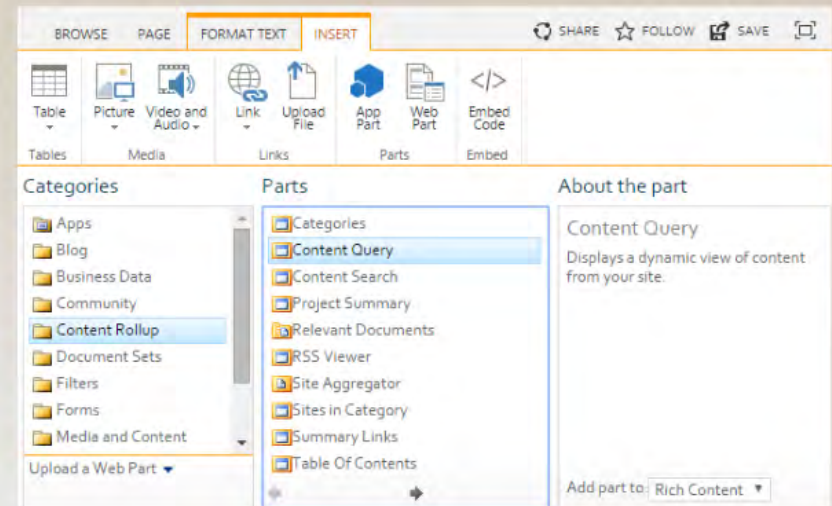 BROWSE PAGE FORMAT TEXT INSERT SHARE FOLLOW SAVE
Table Picture Video and Audio Link Upload File App Part Web Part </> Embed Code
Tables Media Links Parts Embed
Categories
Apps
Blog
Business Data
Community
Content Rollup
Document Sets
Filters
Forms
Media and Content
Upload a Web Part
Parts
Categories
Content Query
Content Search
Project Summary
Relevant Documents
RSS Viewer
Site Aggregator
Sites in Category
Summary Links
Table Of Contents
About the part
Content Query
Displays a dynamic view of content
from your site.
Add part to: Rich Content